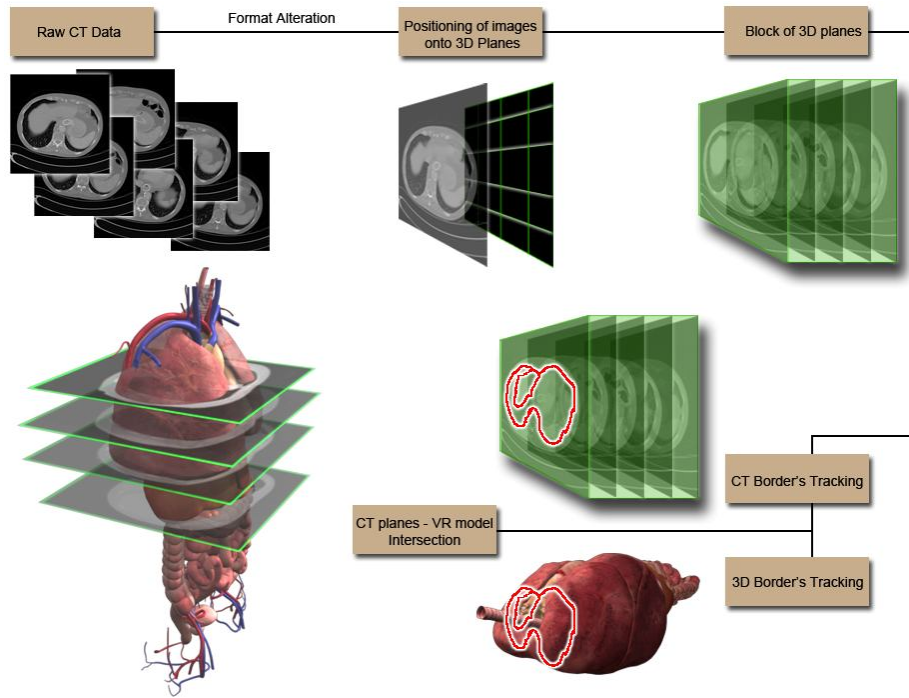 Raw CT Data
Format Alteration
Positioning of images
onto 3D Planes
Block of 3D planes
CT Border's Tracking
CT planes - VR model
Intersection
3D Border's Tracking